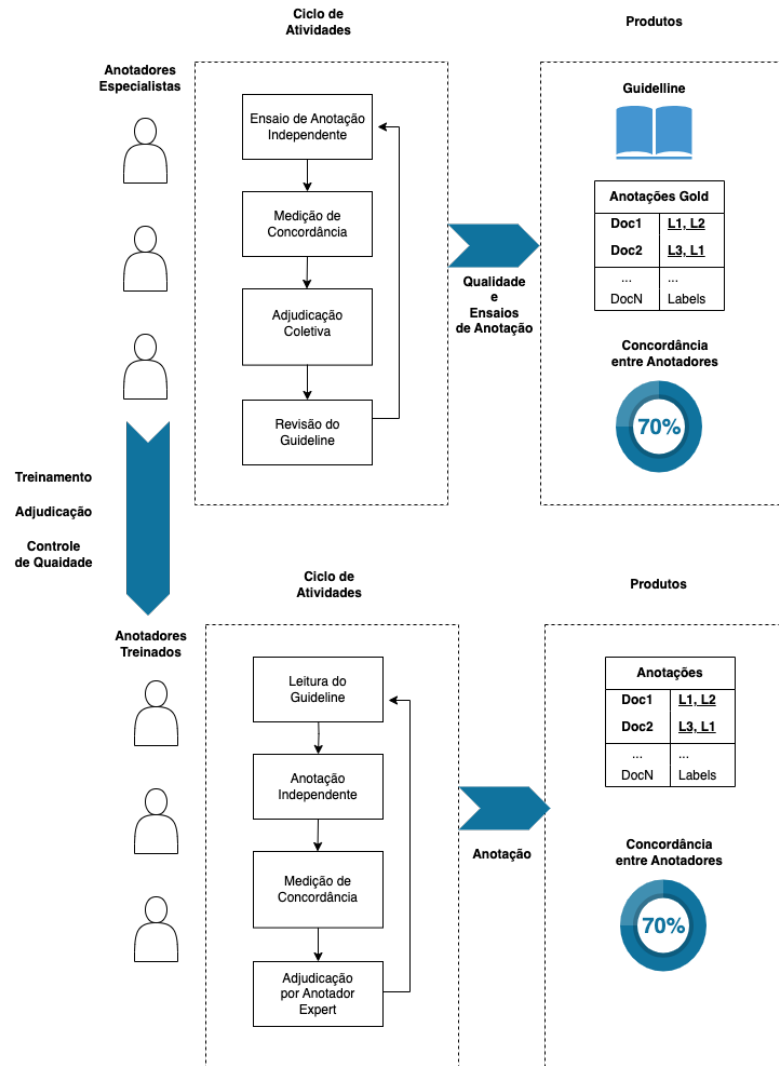 Ciclo de
Atividades
Produtos
Anotadores
Especialistas
Ensaio de Anotação
Independente
Medição de
Concordância
Adjudicação
Coletiva
Revisão do
Guideline
Qualidade
e
Ensaios
de Anotação
Guidelline
Anotações Gold
Doc1 L1, L2
Doc2 L3, L1
... ...
DocN Labels
Concordância
entre Anotadores
70%
Treinamento
Adjudicação
Controle
de Quaidade
Ciclo de
Atividades
Produtos
Anotadores
Treinados
Leitura do
Guideline
Anotação
Independente
Medição de
Concordância
Adjudicação
por Anotador
Expert
Anotação
Anotações
Doc1 L1, L2
Doc2 L3, L1
... ...
DocN Labels
Concordância
entre Anotadores
70%